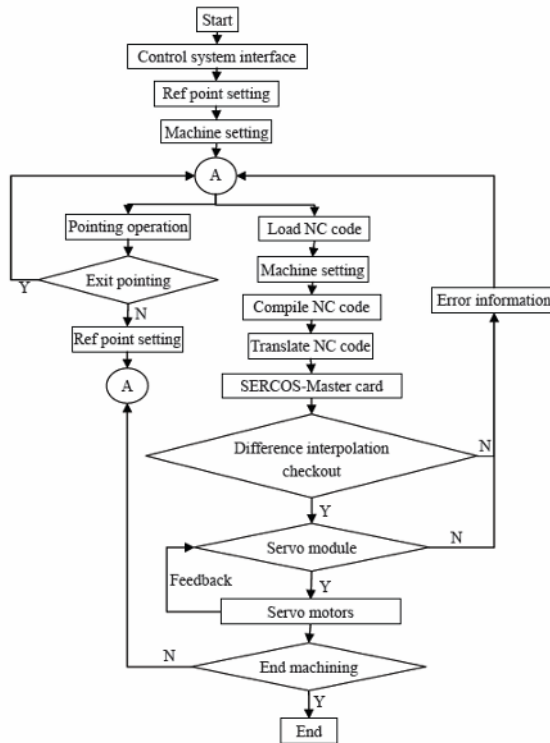 Start
Control system interface
Ref point setting
Machine setting
A
Pointing operation
Load NC code
Exit pointing
Y
N
Machine setting
Compile NC code
Error information
Ref point setting
Translate NC code
A
SERCOS-Master card
Difference interpolation
checkout
N
Y
Servo module
N
Feedback
Y
Servo motors
N
End machining
Y
End